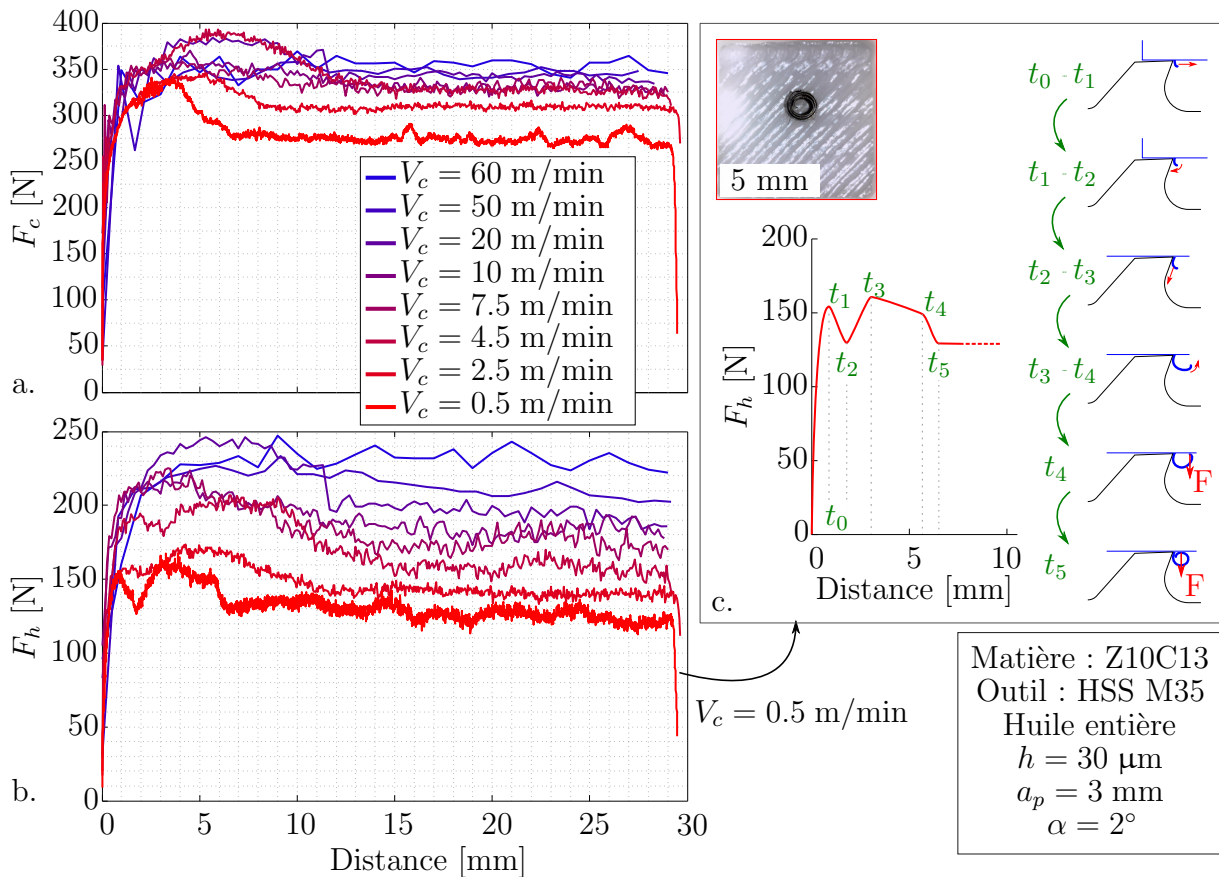 400
350
300
250
300
250
200
150
100
50
0
F_c [N]
a.
V_c = 60 m/min
V_c = 50 m/min
V_c = 20 m/min
V_c = 10 m/min
V_c = 7.5 m/min
V_c = 4.5 m/min
V_c = 2.5 m/min
V_c = 0.5 m/min
250
200
150
100
50
0
F_h [N]
b.
0 5 10 15 20 25 30
Distance [mm]
V_c = 0.5 m/min
5 mm
200
150
100
50
0
F_h [N]
t_1
t_3
t_4
t_2
t_5
t_0
0 5 10
Distance [mm]
c.
t_0 - t_1
t_1 - t_2
t_2 - t_3
t_3 - t_4
t_4
F
t_5
F
Matière : Z10C13
Outil : HSS M35
Huile entière
h = 30 µm
a_p = 3 mm
α = 2°